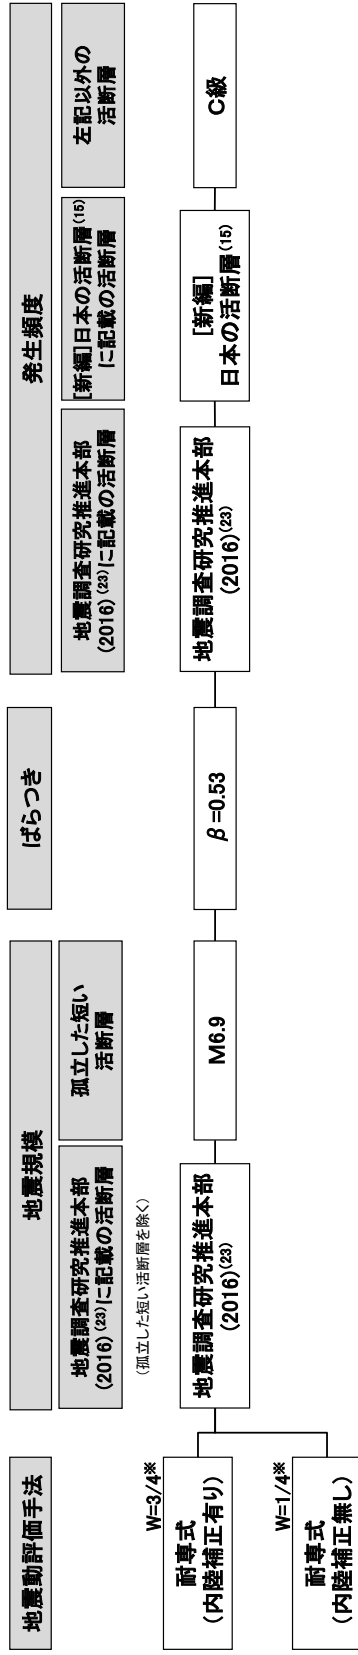 地震動評価手法
地震規模
ばらつき
発生頻度
地震調査研究推進本部
(2016)(23)に記載の活断層
(孤立した短い活断層を除く)
孤立した短い
活断層
地震調査研究推進本部
(2016)(23)に記載の活断層
[新編]日本の活断層(15)
に記載の活断層
左記以外の
活断層
W=3/4※
耐専式
(内陸補正有り)
W=1/4※
耐専式
(内陸補正無し)
地震調査研究推進本部
(2016)(23)
M6.9
β=0.53
地震調査研究推進本部
(2016)(23)
[新編]
日本の活断層(15)
C級